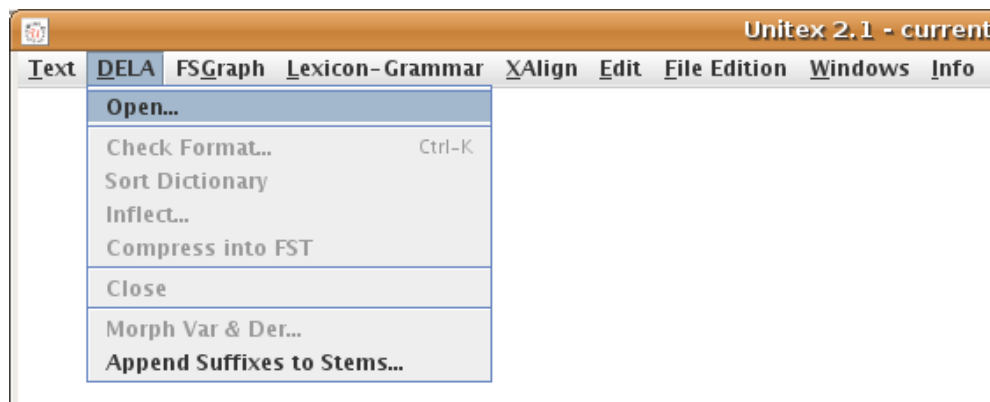 Unitex 2.1 - current
Text DELA FSGraph Lexicon-Grammar XAlign Edit File Edition Windows Info
Open...
Check Format... Ctrl-K
Sort Dictionary
Inflect...
Compress into FST
Close
Morph Var & Der...
Append Suffixes to Stems...